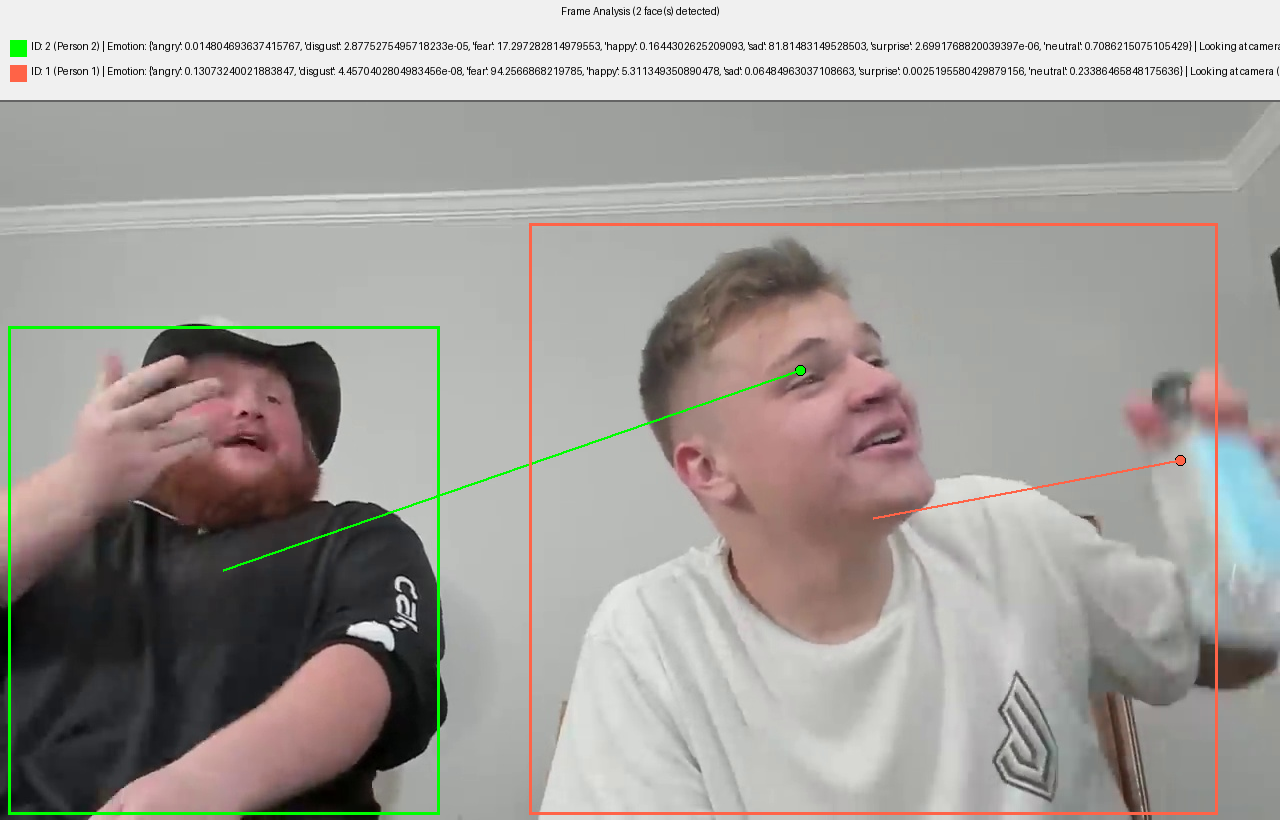 Frame Analysis (2 face(s) detected)
ID: 2 (Person 2) | Emotion: {'angry': 0.014804693637415767, 'disgust': 2.8775275495718233e-05, 'fear': 17.297282814979553, 'happy': 0.1644302625209093, 'sad': 81.81483149528503, 'surprise': 2.6991768820039397e-06, 'neutral': 0.7086215075105429} | Looking at camera
ID: 1 (Person 1) | Emotion: {'angry': 0.13073240021883847, 'disgust': 4.4570402804983456e-08, 'fear': 94.2566868219785, 'happy': 5.311349350890478, 'sad': 0.06484963037108663, 'surprise': 0.0025195580429879156, 'neutral': 0.23386465848175636} | Looking at camera (